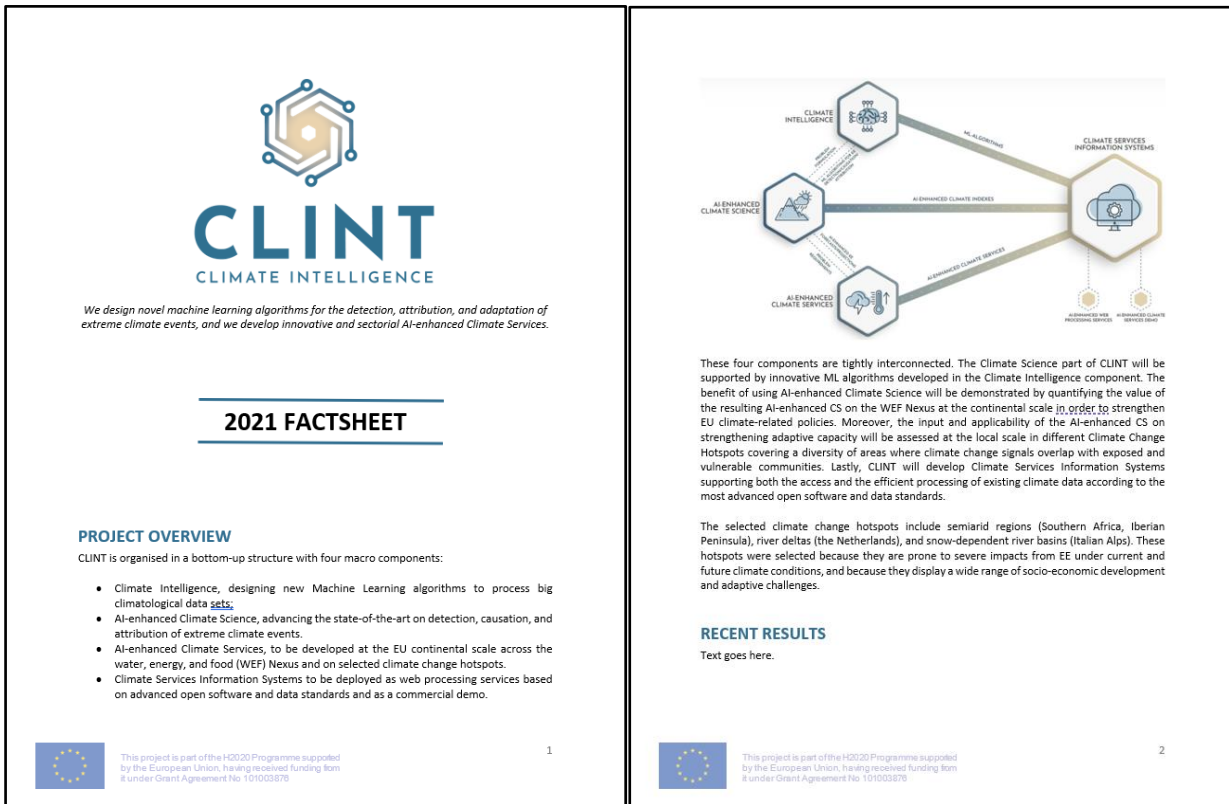 CLINT
CLIMATE INTELLIGENCE
We design novel machine learning algorithms for the detection, attribution, and adaptation of
extreme climate events, and we develop innovative and sectorial AI-enhanced Climate Services.
2021 FACTSHEET
PROJECT OVERVIEW
CLINT is organised in a bottom-up structure with four macro components:
• Climate Intelligence, designing new Machine Learning algorithms to process big
climatological data sets;
• AI-enhanced Climate Science, advancing the state-of-the-art on detection, causation, and
attribution of extreme climate events.
• AI-enhanced Climate Services, to be developed at the EU continental scale across the
water, energy, and food (WEF) Nexus and on selected climate change hotspots.
• Climate Services Information Systems to be deployed as web processing services based
on advanced open software and data standards and as a commercial demo.
This project is part of the H2020 Programme supported
by the European Union, having received funding from
it under Grant Agreement No 101003876
1
CLIMATE
INTELLIGENCE
ML ALGORITHMS
CLIMATE SERVICES
INFORMATION SYSTEMS
PROBLEM
FORMULATION
AI-ENHANCED
CLIMATE SCIENCE
AI-ENHANCED CLIMATE INDEXES
AI-ENHANCED
CLIMATE SERVICES
AI-ENHANCED CLIMATE SERVICES
AI-ENHANCED WEB
PROCESSING SERVICES
AI-ENHANCED CLIMATE
SERVICES DEMO
These four components are tightly interconnected. The Climate Science part of CLINT will be
supported by innovative ML algorithms developed in the Climate Intelligence component. The
benefit of using AI-enhanced Climate Science will be demonstrated by quantifying the value of
the resulting AI-enhanced CS on the WEF Nexus at the continental scale in order to strengthen
EU climate-related policies. Moreover, the input and applicability of the AI-enhanced CS on
strengthening adaptive capacity will be assessed at the local scale in different Climate Change
Hotspots covering a diversity of areas where climate change signals overlap with exposed and
vulnerable communities. Lastly, CLINT will develop Climate Services Information Systems
supporting both the access and the efficient processing of existing climate data according to the
most advanced open software and data standards.
The selected climate change hotspots include semiarid regions (Southern Africa, Iberian
Peninsula), river deltas (the Netherlands), and snow-dependent river basins (Italian Alps). These
hotspots were selected because they are prone to severe impacts from EE under current and
future climate conditions, and because they display a wide range of socio-economic development
and adaptive challenges.
RECENT RESULTS
Text goes here.
This project is part of the H2020 Programme supported
by the European Union, having received funding from
it under Grant Agreement No 101003876
2